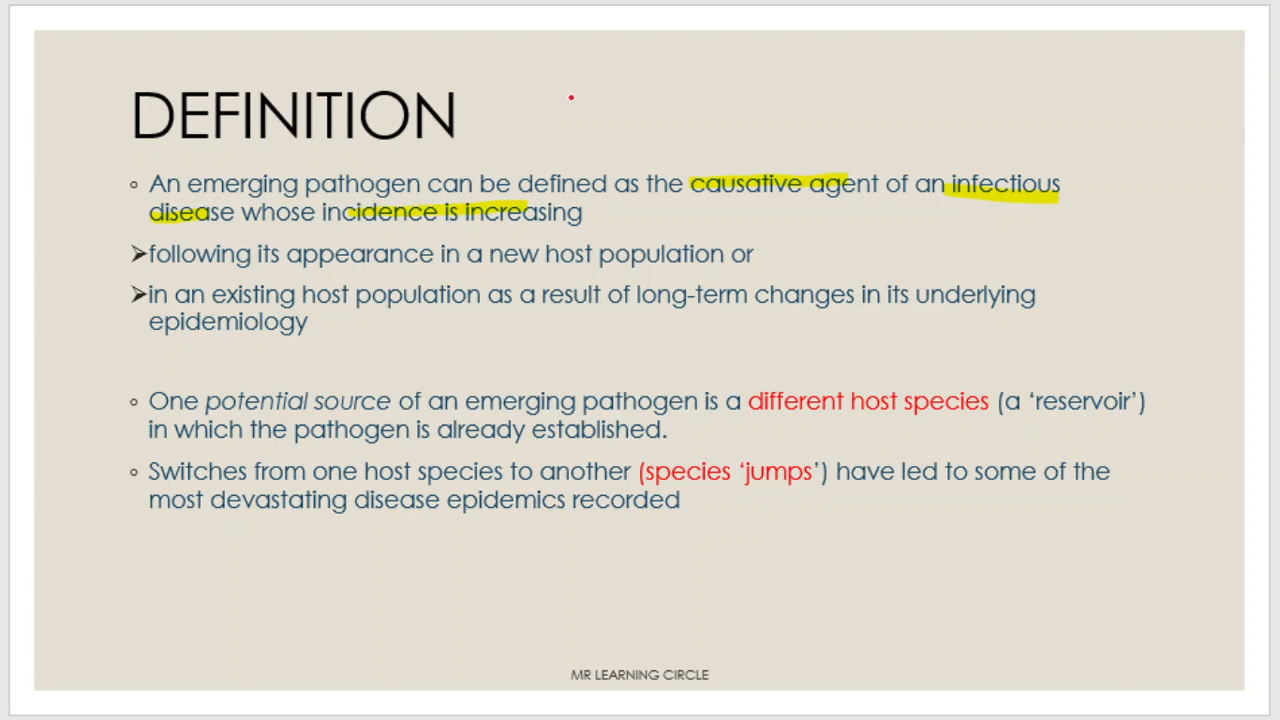 DEFINITION
◦ An emerging pathogen can be defined as the causative agent of an infectious
disease whose incidence is increasing
➢following its appearance in a new host population or
➢in an existing host population as a result of long-term changes in its underlying
epidemiology
◦ One potential source of an emerging pathogen is a different host species (a ‘reservoir’)
in which the pathogen is already established.
◦ Switches from one host species to another (species ‘jumps’) have led to some of the
most devastating disease epidemics recorded
MR LEARNING CIRCLE